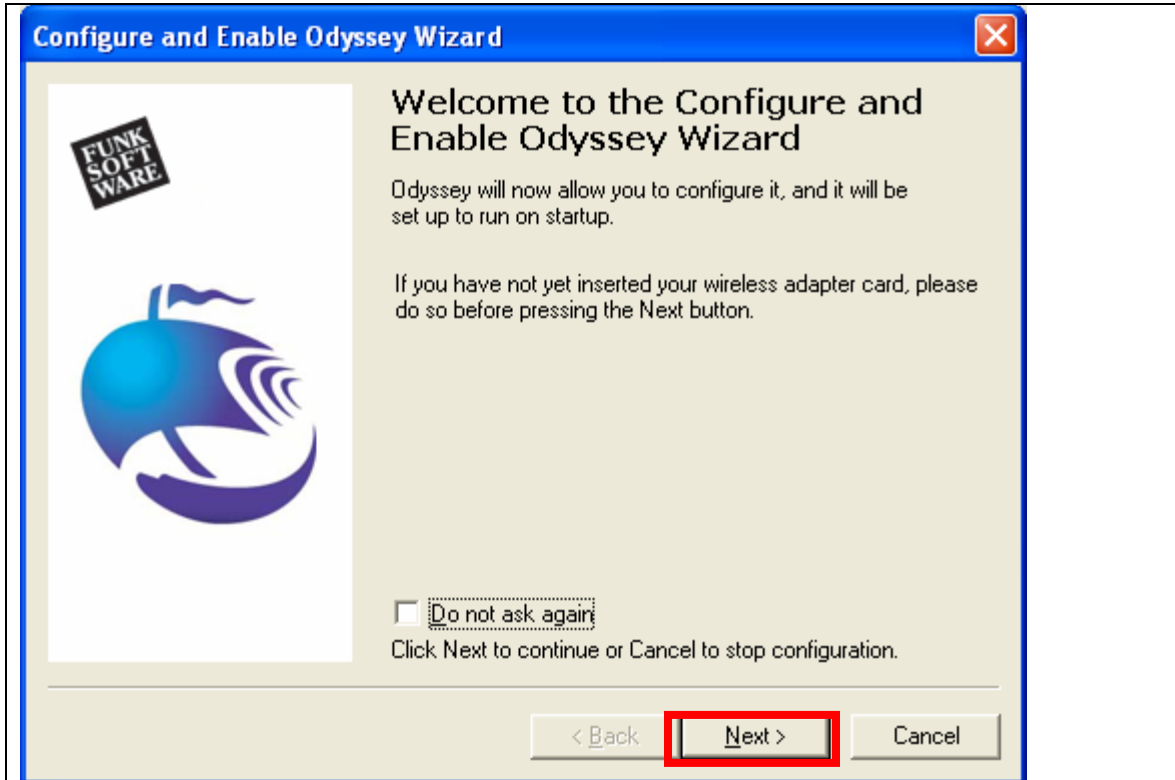 Configure and Enable Odyssey Wizard
FUNK
SOFT
WARE
Welcome to the Configure and
Enable Odyssey Wizard
Odyssey will now allow you to configure it, and it will be
set up to run on startup.
If you have not yet inserted your wireless adapter card, please
do so before pressing the Next button.
Do not ask again
Click Next to continue or Cancel to stop configuration.
< Back
Next >
Cancel